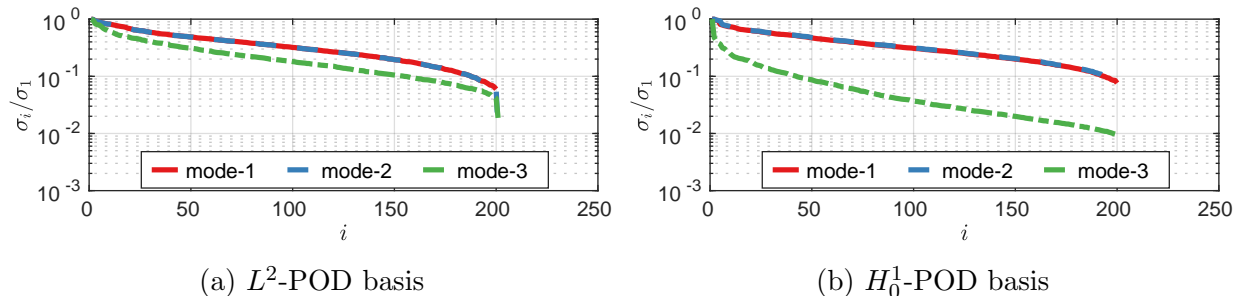 10^0
10^-1
10^-2
10^-3
σ_i/σ_1
mode-1 mode-2 mode-3
0 50 100 150 200 250
i
(a) L^2-POD basis
10^0
10^-1
10^-2
10^-3
σ_i/σ_1
mode-1 mode-2 mode-3
0 50 100 150 200 250
i
(b) H_0^1-POD basis